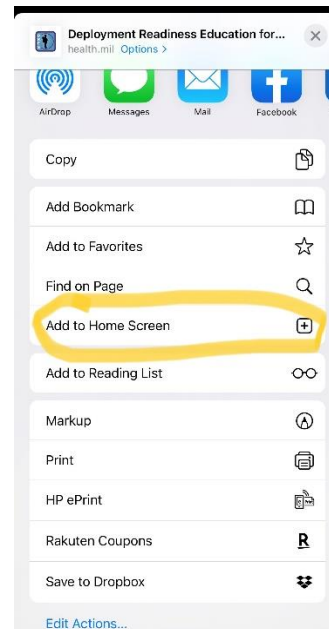 Deployment Readiness Education for...
health.mil Options >
AirDrop
Messages
Mail
Facebook
Copy
Add Bookmark
Add to Favorites
Find on Page
Add to Home Screen
Add to Reading List
Markup
Print
HP ePrint
Rakuten Coupons
R
Save to Dropbox
Edit Actions...